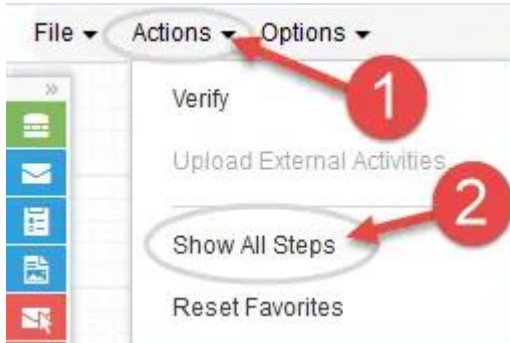 File Actions Options
1
Verify
Upload External Activities
2
Show All Steps
Reset Favorites